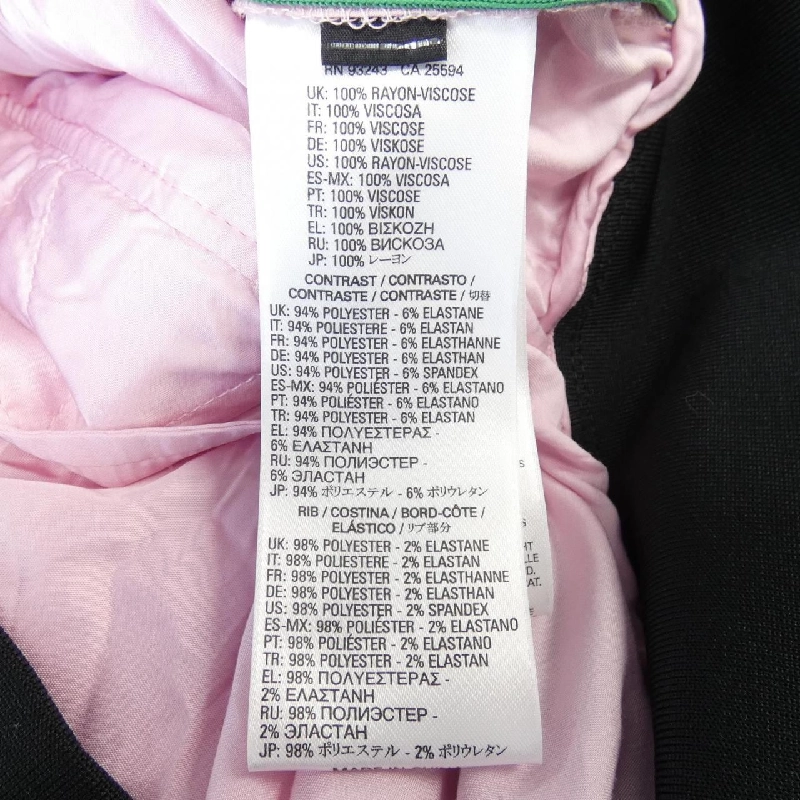 RN 93243 CA 25594
UK: 100% RAYON-VISCOSE
IT: 100% VISCOSA
FR: 100% VISCOSE
DE: 100% VISKOSE
US: 100% RAYON-VISCOSE
ES-MX: 100% VISCOSA
PT: 100% VISCOSE
TR: 100% VİSKON
EL: 100% ΒΙΣΚΟΖΗ
RU: 100% ВИСКОЗА
JP: 100% レーヨン
CONTRAST / CONTRASTO /
CONTRASTE / CONTRASTE / 切替
UK: 94% POLYESTER - 6% ELASTANE
IT: 94% POLIESTERE - 6% ELASTAN
FR: 94% POLYESTER - 6% ELASTHANNE
DE: 94% POLYESTER - 6% ELASTHAN
US: 94% POLYESTER - 6% SPANDEX
ES-MX: 94% POLIÉSTER - 6% ELASTANO
PT: 94% POLIÉSTER - 6% ELASTANO
TR: 94% POLYESTER - 6% ELASTAN
EL: 94% ΠΟΛΥΕΣΤΕΡΑΣ -
6% ΕΛΑΣΤΑΝΗ
RU: 94% ПОЛИЭСТЕР -
6% ЭЛАСТАН
JP: 94% ポリエステル - 6% ポリウレタン
RIB / COSTINA / BORD-CÔTE /
ELÁSTICO / リブ部分
UK: 98% POLYESTER - 2% ELASTANE
IT: 98% POLIESTERE - 2% ELASTAN
FR: 98% POLYESTER - 2% ELASTHANNE
DE: 98% POLYESTER - 2% ELASTHAN
US: 98% POLYESTER - 2% SPANDEX
ES-MX: 98% POLIÉSTER - 2% ELASTANO
PT: 98% POLIÉSTER - 2% ELASTANO
TR: 98% POLYESTER - 2% ELASTAN
EL: 98% ΠΟΛΥΕΣΤΕΡΑΣ -
2% ΕΛΑΣΤΑΝΗ
RU: 98% ПОЛИЭСТЕР -
2% ЭЛАСТАН
JP: 98% ポリエステル - 2% ポリウレタン